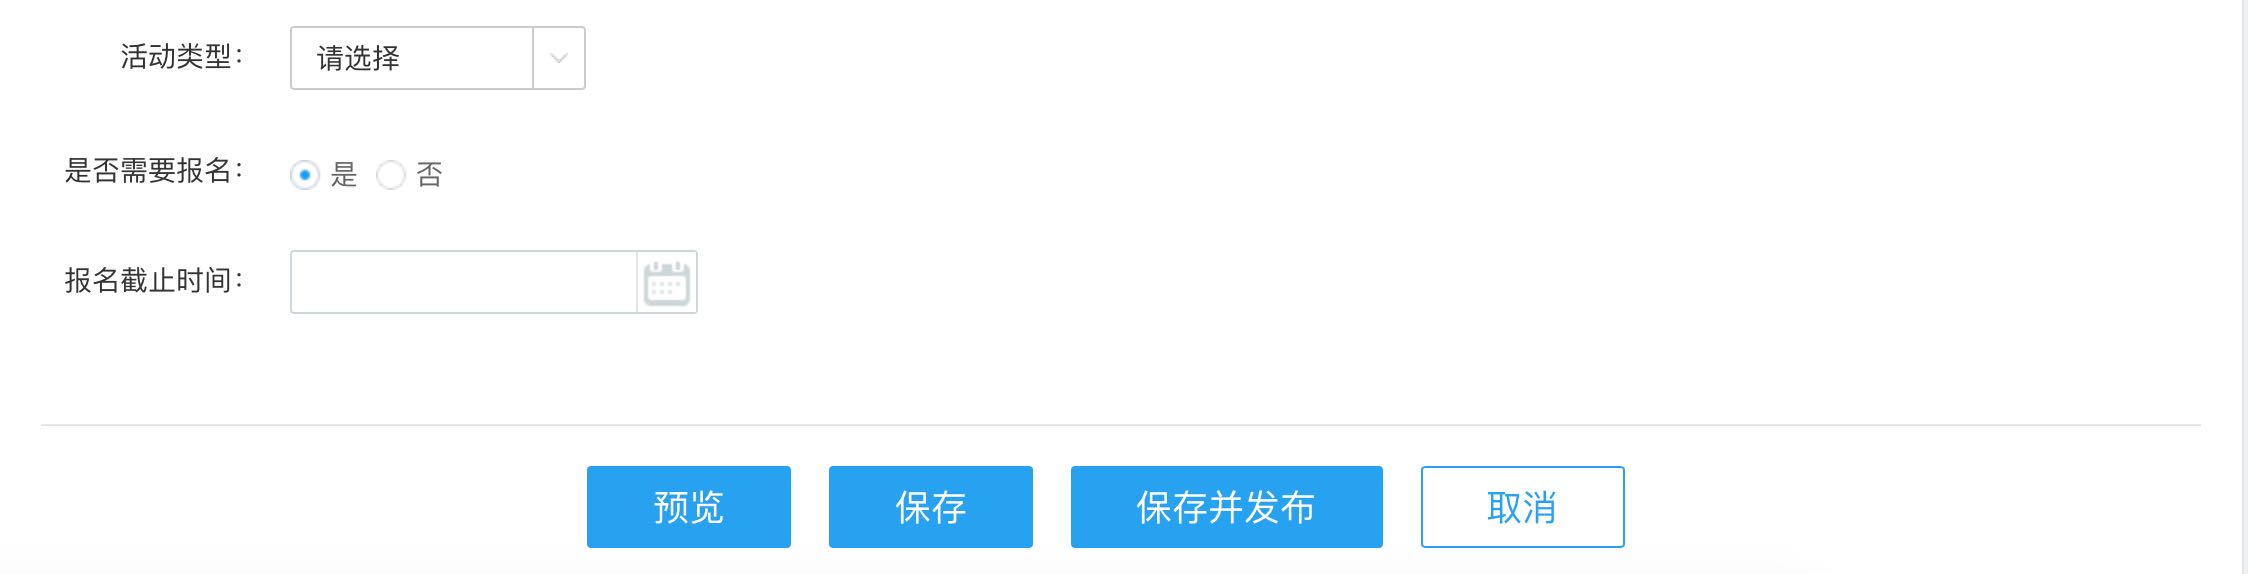 活动类型： 请选择
是否需要报名： 是 否
报名截止时间：
预览 保存 保存并发布 取消